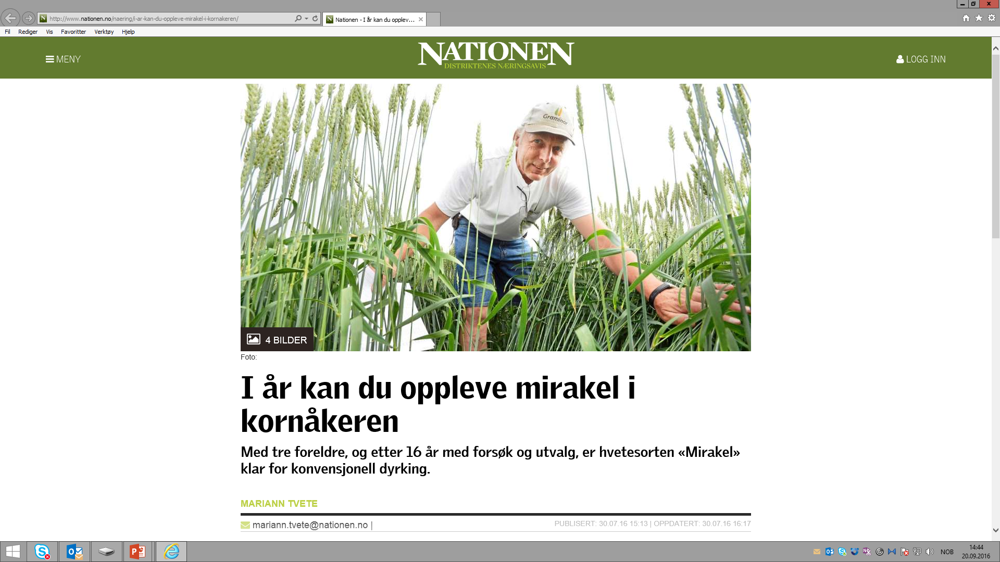 http://www.nationen.no/naering/i-ar-kan-du-oppleve-mirakel-i-kornakeren/
Nationen - I år kan du opplev...
Fil Rediger Vis Favoritter Verktøy Hjelp
MENY
NATIONEN
DISTRIKTENES NÆRINGSAVIS
LOGG INN
Graminor
4 BILDER
Foto:
I år kan du oppleve mirakel i
kornåkeren
Med tre foreldre, og etter 16 år med forsøk og utvalg, er hvetesorten «Mirakel»
klar for konvensjonell dyrking.
MARIANN TVETE
mariann.tvete@nationen.no |
PUBLISERT: 30.07.16 15:13 | OPPDATERT: 30.07.16 16:17
NOB
14:44
20.09.2016